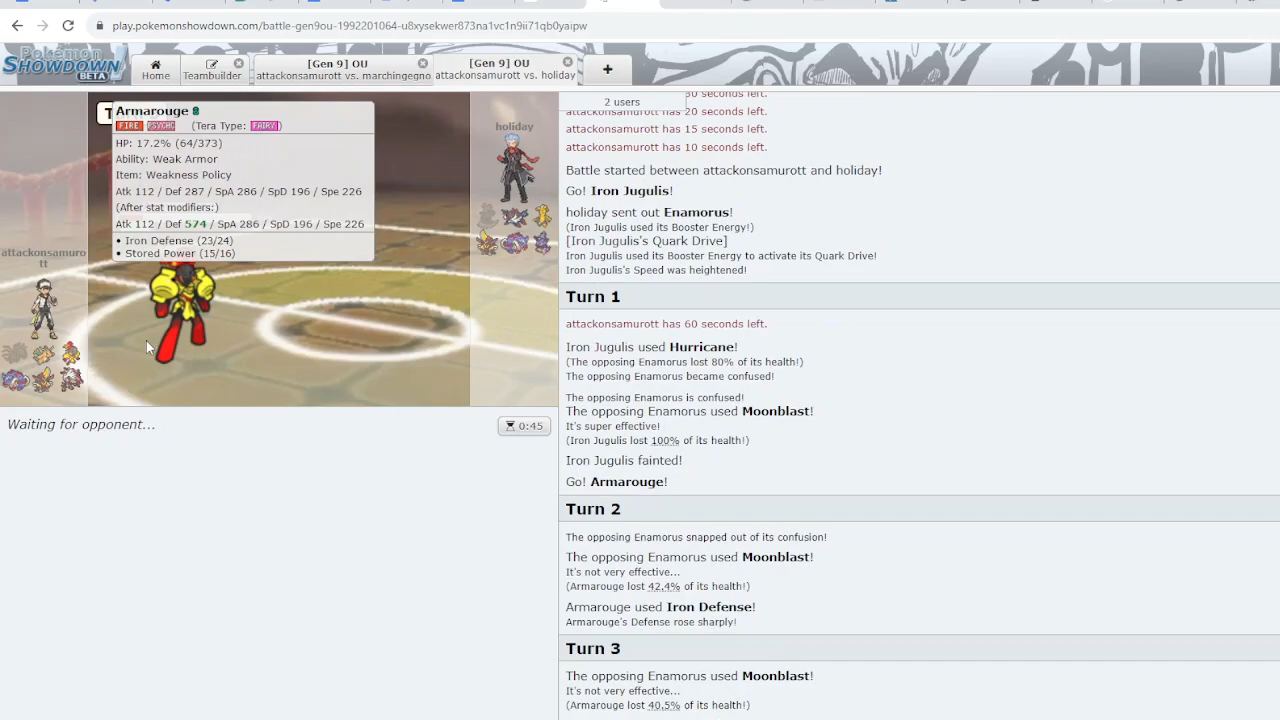 play.pokemonshowdown.com/battle-gen9ou-1992201064-u8xysekwer873na1vc1n9ii71qb0yaipw
Pokémon
SHOWDOWN
BETA
Home
Teambuilder
[Gen 9] OU
attackonsamurott vs. marchingegno
[Gen 9] OU
attackonsamurott vs. holiday
+
T
Armarouge
FIRE PSYCHC (Tera Type: FAIRY)
HP: 17.2% (64/373)
Ability: Weak Armor
Item: Weakness Policy
Atk 112 / Def 287 / SpA 286 / SpD 196 / Spe 226
(After stat modifiers:)
Atk 112 / Def 574 / SpA 286 / SpD 196 / Spe 226
• Iron Defense (23/24)
• Stored Power (15/16)
attackonsamuro
tt
holiday
Waiting for opponent...
0:45
2 users
50 seconds left.
attackonsamurott has 20 seconds left.
attackonsamurott has 15 seconds left.
attackonsamurott has 10 seconds left.
Battle started between attackonsamurott and holiday!
Go! Iron Jugulis!
holiday sent out Enamorus!
(Iron Jugulis used its Booster Energy!)
[Iron Jugulis's Quark Drive]
Iron Jugulis used its Booster Energy to activate its Quark Drive!
Iron Jugulis's Speed was heightened!
Turn 1
attackonsamurott has 60 seconds left.
Iron Jugulis used Hurricane!
(The opposing Enamorus lost 80% of its health!)
The opposing Enamorus became confused!
The opposing Enamorus is confused!
The opposing Enamorus used Moonblast!
It's super effective!
(Iron Jugulis lost 100% of its health!)
Iron Jugulis fainted!
Go! Armarouge!
Turn 2
The opposing Enamorus snapped out of its confusion!
The opposing Enamorus used Moonblast!
It's not very effective...
(Armarouge lost 42.4% of its health!)
Armarouge used Iron Defense!
Armarouge's Defense rose sharply!
Turn 3
The opposing Enamorus used Moonblast!
It's not very effective...
(Armarouge lost 40.5% of its health!)